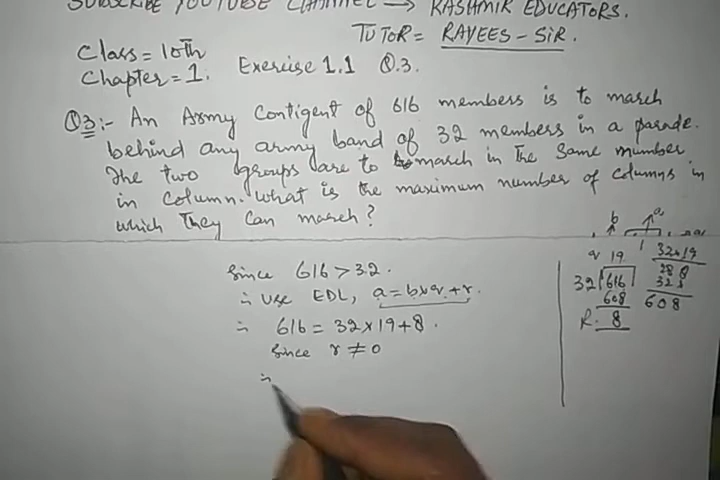 SUBSCRIBE YOUTUBE CHANNEL → KASHMIR EDUCATORS.
TUTOR = RAYEES - SIR.
Class = 10th
Chapter = 1. Exercise 1.1 Q.3.
Q3:- An Army Contigent of 616 members is to march
behind any army band of 32 members in a parade.
The two groups are to march in the same number
in column. What is the maximum number of columns in
which they can march?
Since 616 > 32.
∴ use EDL, a = b×q + r.
∴ 616 = 32×19+8.
Since r ≠ 0
∴
b a
q 19
32 616
608
R. 8
32×19
288
32×
608